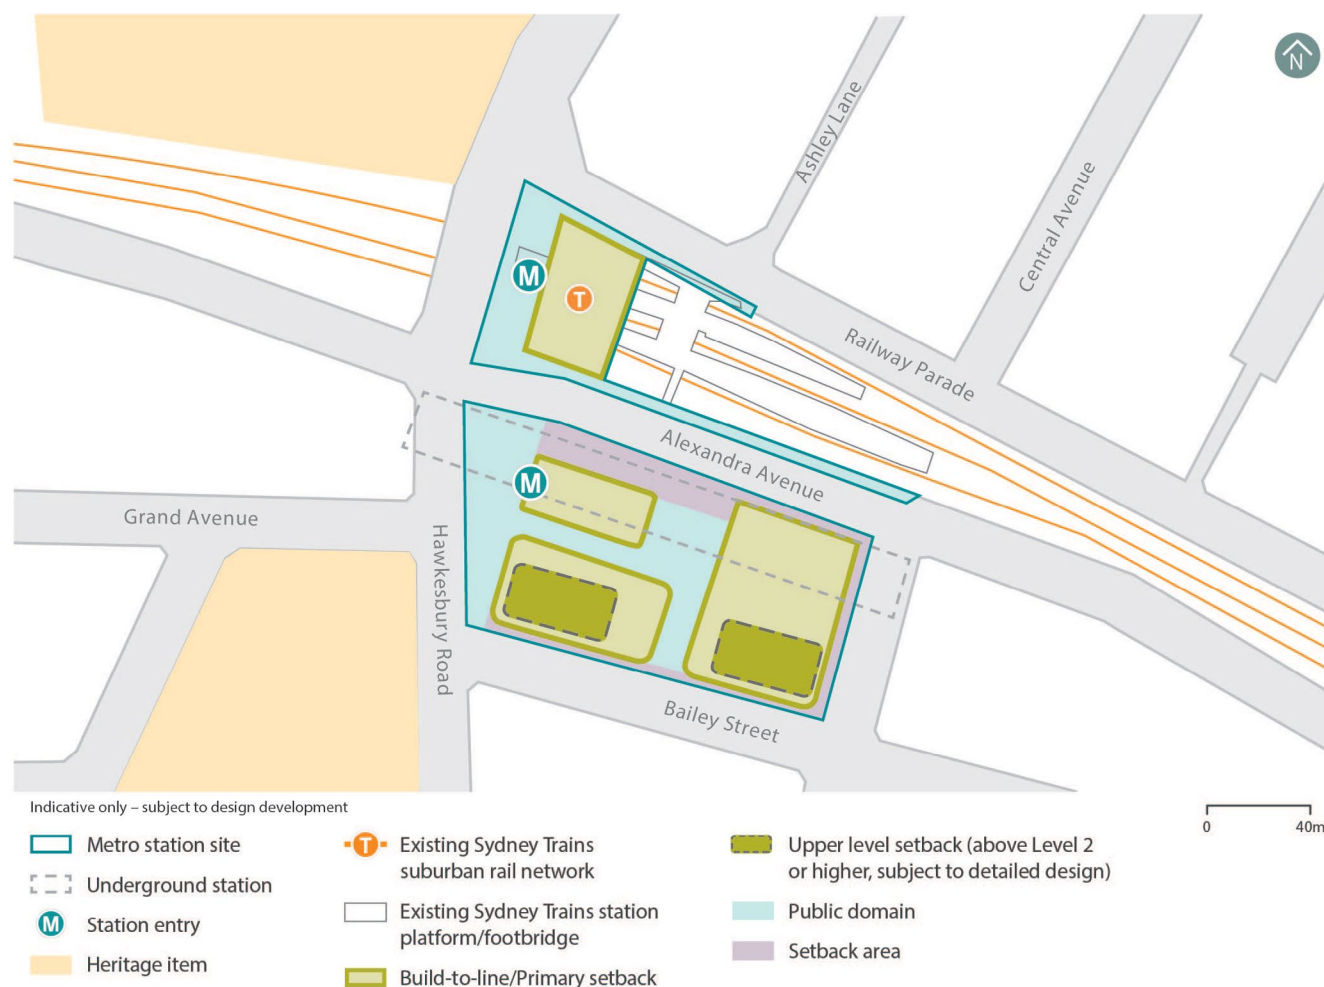 N
Ashley Lane
Central Avenue
M
T
Railway Parade
Alexandra Avenue
M
Grand Avenue
Hawkesbury Road
Bailey Street
Indicative only – subject to design development
0 40m
Metro station site
Underground station
M Station entry
Heritage item
T Existing Sydney Trains
suburban rail network
Existing Sydney Trains station
platform/footbridge
Build-to-line/Primary setback
Upper level setback (above Level 2
or higher, subject to detailed design)
Public domain
Setback area